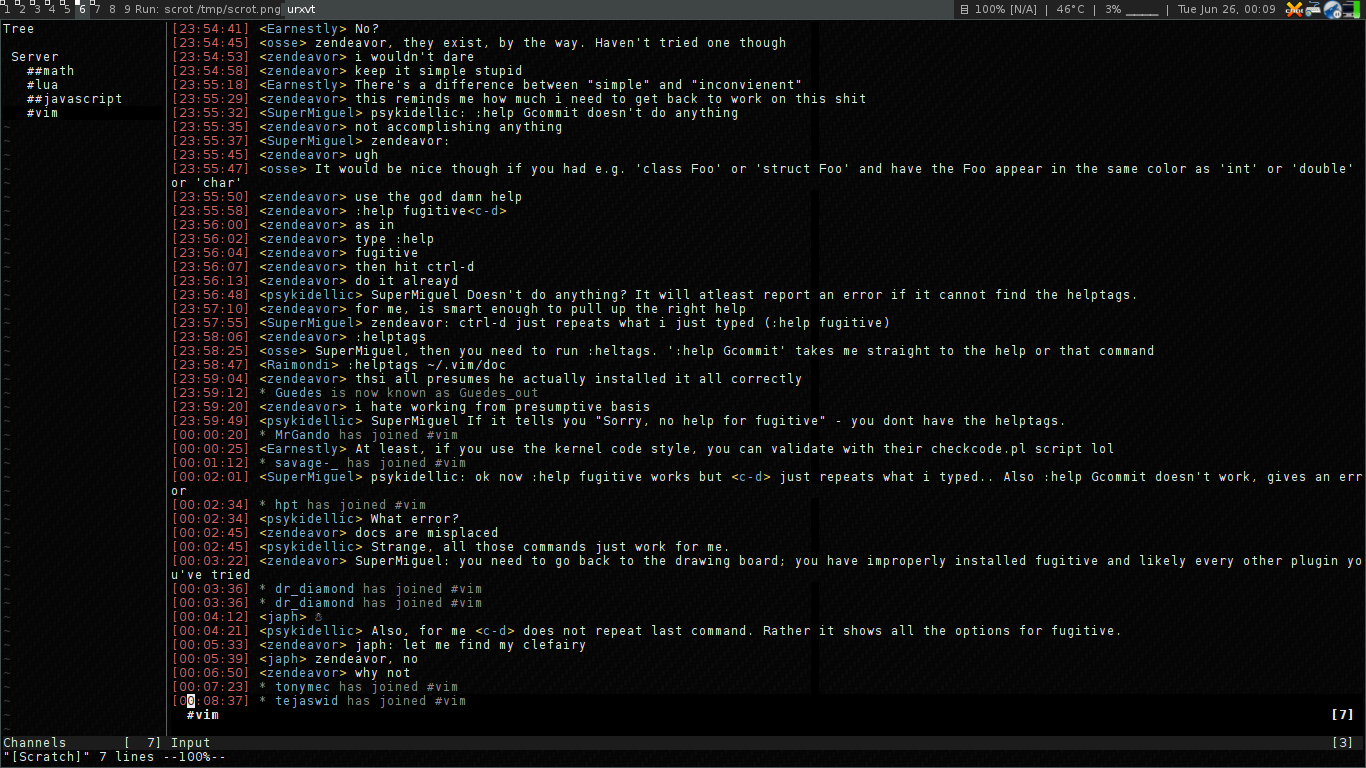 1 2 3 4 5 6 7 8 9 Run: scrot /tmp/scrot.png urxvt 100% [N/A] | 46°C | 3% _____ | Tue Jun 26, 00:09
Tree
Server
##math
#lua
##javascript
#vim
[23:54:41] <Earnestly> No?
[23:54:45] <osse> zendeavor, they exist, by the way. Haven't tried one though
[23:54:53] <zendeavor> i wouldn't dare
[23:54:58] <zendeavor> keep it simple stupid
[23:55:18] <Earnestly> There's a difference between "simple" and "inconvienent"
[23:55:29] <zendeavor> this reminds me how much i need to get back to work on this shit
[23:55:32] <SuperMiguel> psykidellic: :help Gcommit doesn't do anything
[23:55:35] <zendeavor> not accomplishing anything
[23:55:37] <SuperMiguel> zendeavor:
[23:55:45] <zendeavor> ugh
[23:55:47] <osse> It would be nice though if you had e.g. 'class Foo' or 'struct Foo' and have the Foo appear in the same color as 'int' or 'double'
or 'char'
[23:55:50] <zendeavor> use the god damn help
[23:55:58] <zendeavor> :help fugitive<c-d>
[23:56:00] <zendeavor> as in
[23:56:02] <zendeavor> type :help
[23:56:04] <zendeavor> fugitive
[23:56:07] <zendeavor> then hit ctrl-d
[23:56:13] <zendeavor> do it alreayd
[23:56:48] <psykidellic> SuperMiguel Doesn't do anything? It will atleast report an error if it cannot find the helptags.
[23:57:10] <zendeavor> for me, is smart enough to pull up the right help
[23:57:55] <SuperMiguel> zendeavor: ctrl-d just repeats what i just typed (:help fugitive)
[23:58:06] <zendeavor> :helptags
[23:58:25] <osse> SuperMiguel, then you need to run :heltags. ':help Gcommit' takes me straight to the help or that command
[23:58:47] <Raimondi> :helptags ~/.vim/doc
[23:59:04] <zendeavor> thsi all presumes he actually installed it all correctly
[23:59:12] * Guedes is now known as Guedes_out
[23:59:20] <zendeavor> i hate working from presumptive basis
[23:59:49] <psykidellic> SuperMiguel If it tells you "Sorry, no help for fugitive" - you dont have the helptags.
[00:00:20] * MrGando has joined #vim
[00:00:25] <Earnestly> At least, if you use the kernel code style, you can validate with their checkcode.pl script lol
[00:01:12] * savage-_ has joined #vim
[00:02:01] <SuperMiguel> psykidellic: ok now :help fugitive works but <c-d> just repeats what i typed.. Also :help Gcommit doesn't work, gives an err
or
[00:02:34] * hpt has joined #vim
[00:02:34] <psykidellic> What error?
[00:02:45] <zendeavor> docs are misplaced
[00:02:45] <psykidellic> Strange, all those commands just work for me.
[00:03:22] <zendeavor> SuperMiguel: you need to go back to the drawing board; you have improperly installed fugitive and likely every other plugin yo
u've tried
[00:03:36] * dr_diamond has joined #vim
[00:03:36] * dr_diamond has joined #vim
[00:04:12] <japh> ☃
[00:04:21] <psykidellic> Also, for me <c-d> does not repeat last command. Rather it shows all the options for fugitive.
[00:05:33] <zendeavor> japh: let me find my clefairy
[00:05:39] <japh> zendeavor, no
[00:06:50] <zendeavor> why not
[00:07:23] * tonymec has joined #vim
[00:08:37] * tejaswid has joined #vim
#vim [7]
Channels [ 7] Input [3]
"[Scratch]" 7 lines --100%--